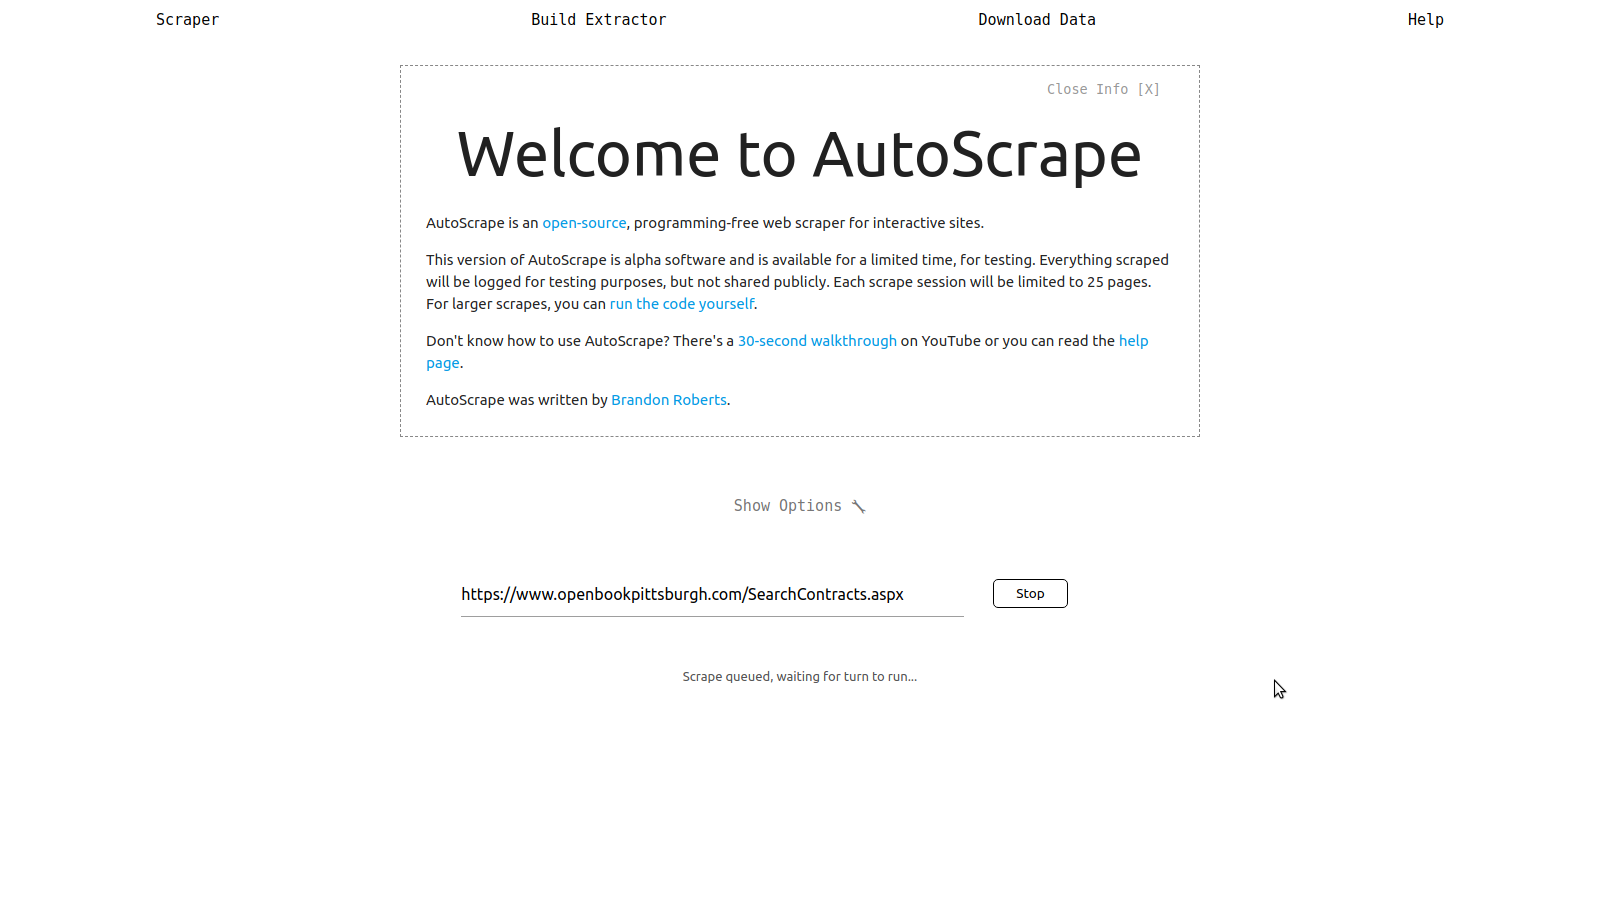 Scraper Build Extractor Download Data Help
Close Info [X]
Welcome to AutoScrape
AutoScrape is an open-source, programming-free web scraper for interactive sites.
This version of AutoScrape is alpha software and is available for a limited time, for testing. Everything scraped
will be logged for testing purposes, but not shared publicly. Each scrape session will be limited to 25 pages.
For larger scrapes, you can run the code yourself.
Don't know how to use AutoScrape? There's a 30-second walkthrough on YouTube or you can read the help
page.
AutoScrape was written by Brandon Roberts.
Show Options
https://www.openbookpittsburgh.com/SearchContracts.aspx Stop
Scrape queued, waiting for turn to run...